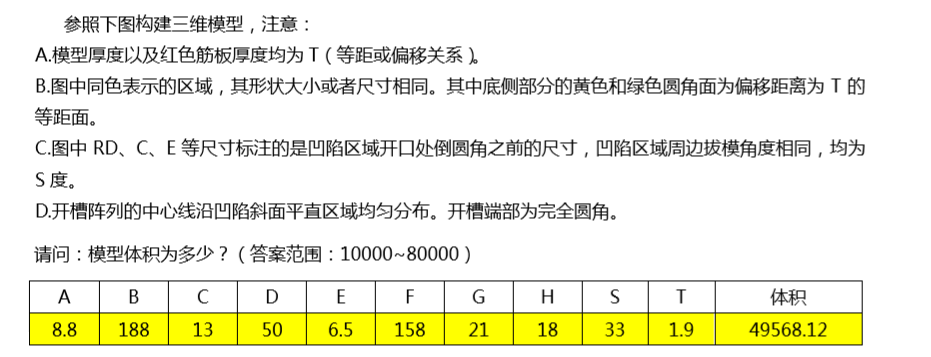 参照下图构建三维模型，注意：
A.模型厚度以及红色筋板厚度均为 T（等距或偏移关系）。
B.图中同色表示的区域，其形状大小或者尺寸相同。其中底侧部分的黄色和绿色圆角面为偏移距离为 T 的
等距面。
C.图中 RD、C、E 等尺寸标注的是凹陷区域开口处倒圆角之前的尺寸，凹陷区域周边拔模角度相同，均为
S 度。
D.开槽阵列的中心线沿凹陷斜面平直区域均匀分布。开槽端部为完全圆角。
请问：模型体积为多少？（答案范围：10000~80000）
A B C D E F G H S T 体积
8.8 188 13 50 6.5 158 21 18 33 1.9 49568.12